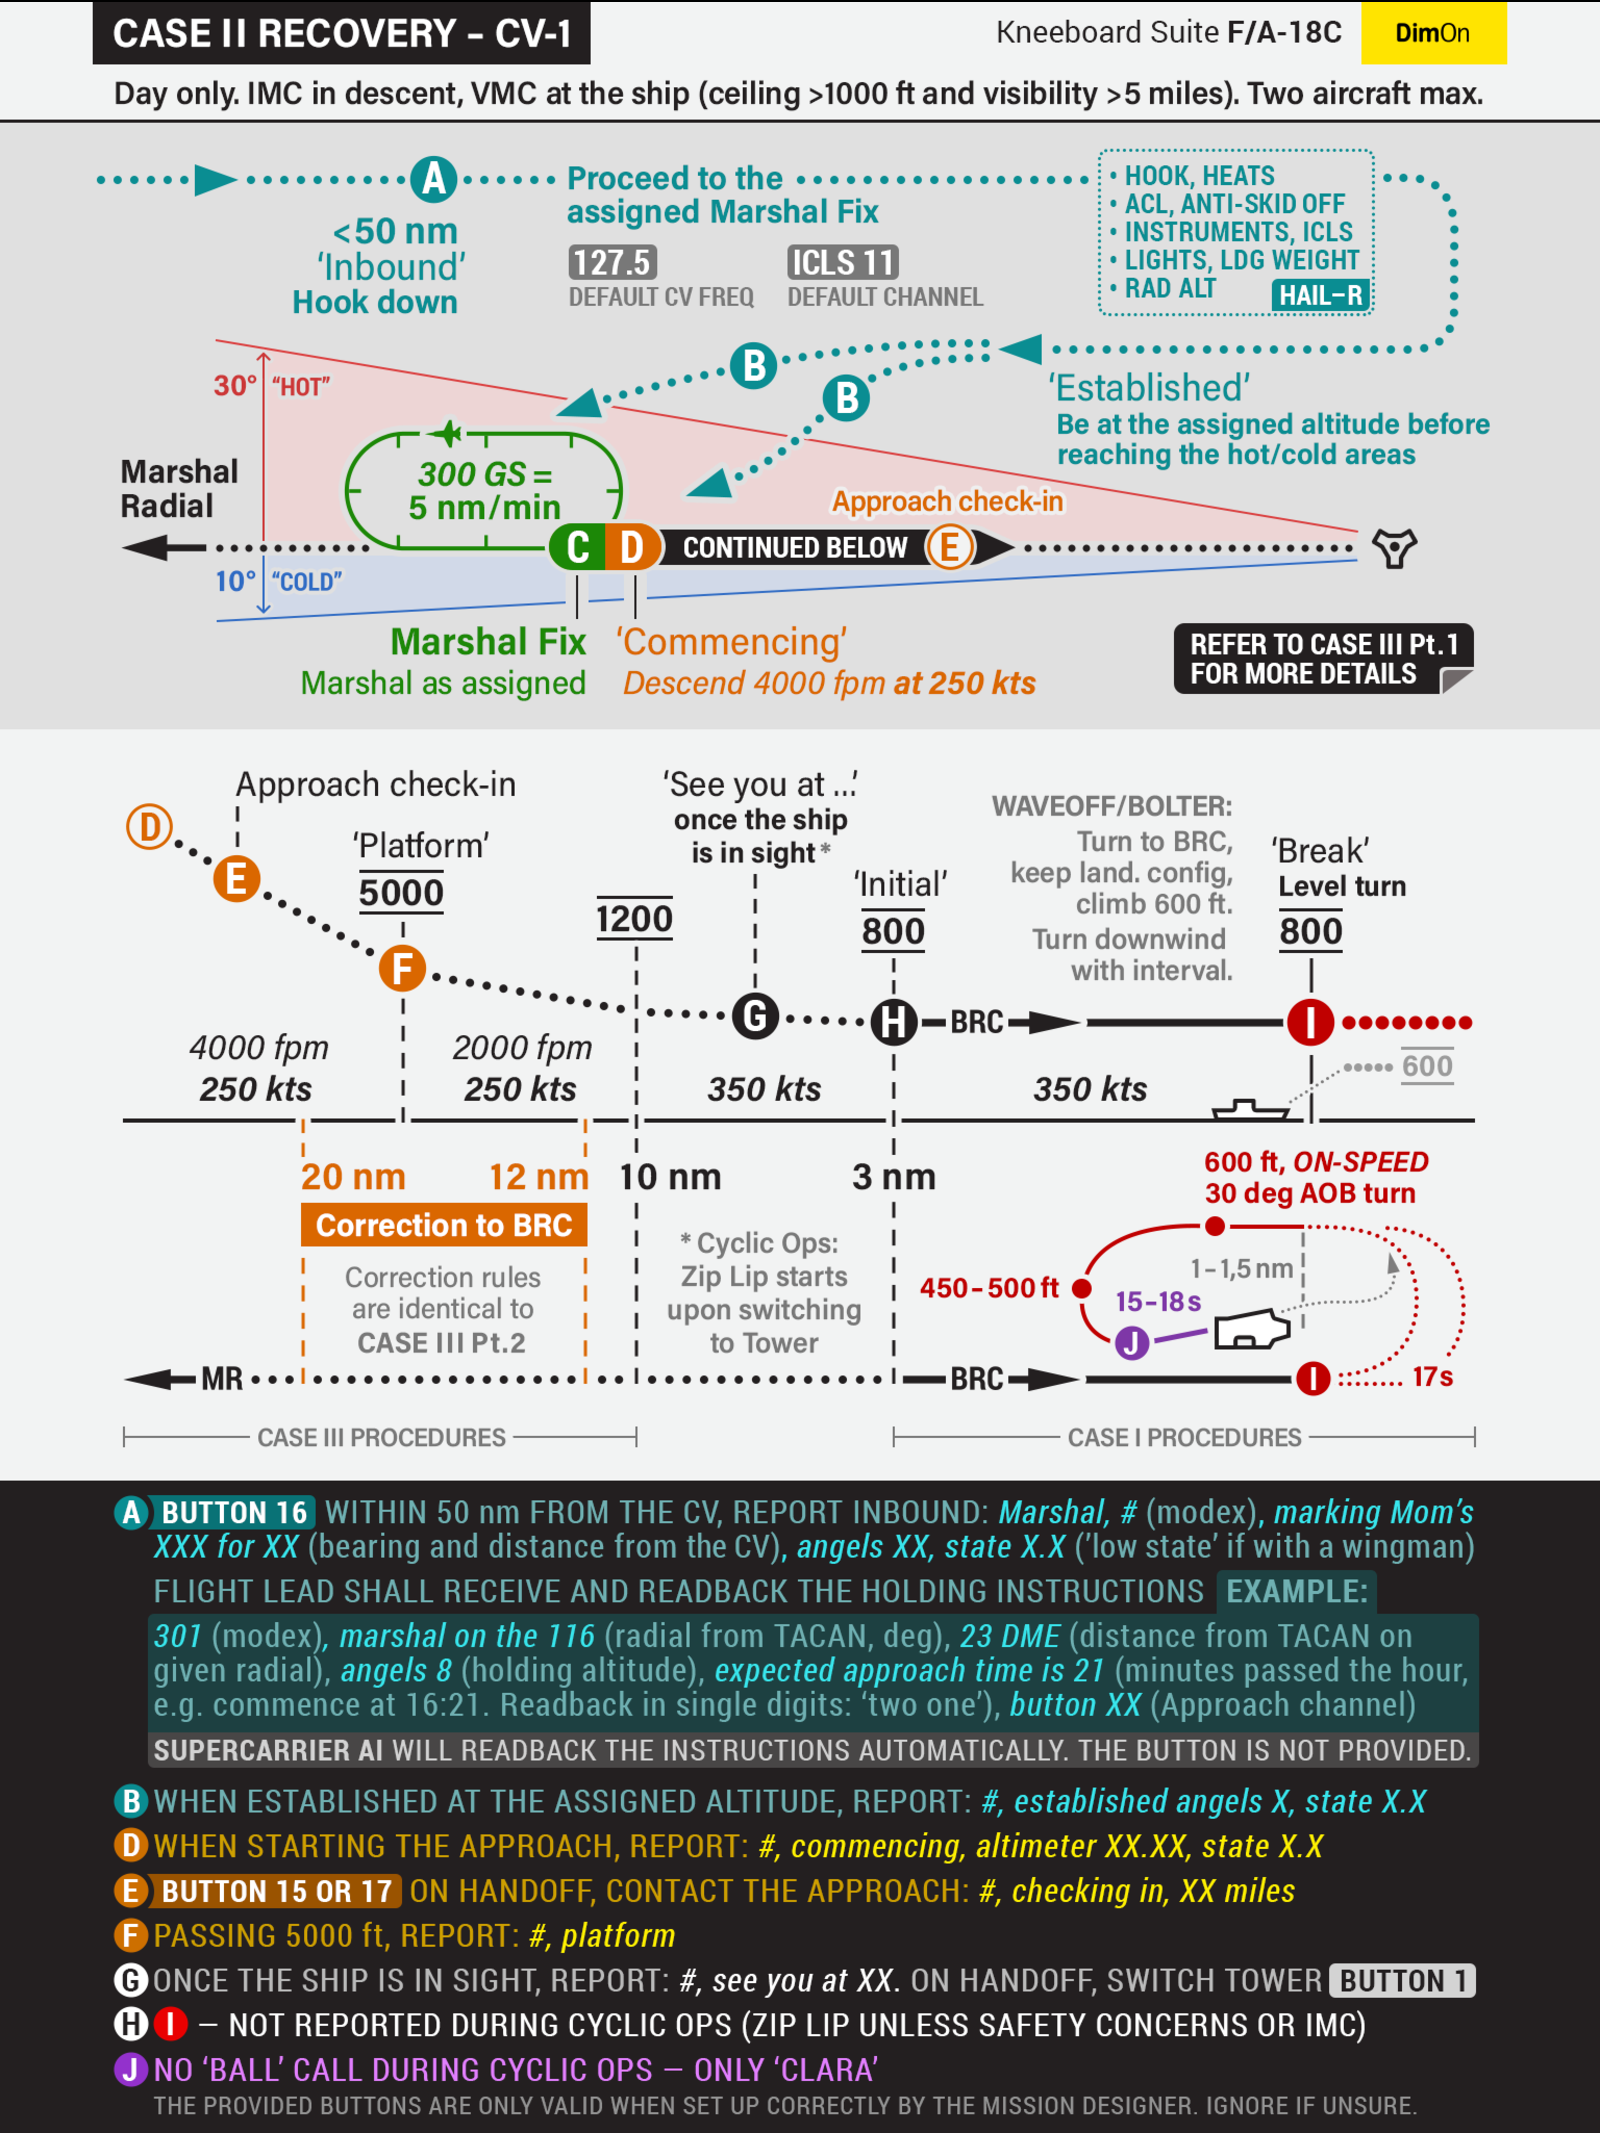 CASE II RECOVERY – CV-1
Kneeboard Suite F/A-18C
DimOn
Day only. IMC in descent, VMC at the ship (ceiling >1000 ft and visibility >5 miles). Two aircraft max.
A
Proceed to the
assigned Marshal Fix
<50 nm
'Inbound'
Hook down
127.5
DEFAULT CV FREQ
ICLS 11
DEFAULT CHANNEL
• HOOK, HEATS
• ACL, ANTI-SKID OFF
• INSTRUMENTS, ICLS
• LIGHTS, LDG WEIGHT
• RAD ALT
HAIL–R
B
B
'Established'
Be at the assigned altitude before
reaching the hot/cold areas
30° "HOT"
Marshal
Radial
300 GS =
5 nm/min
Approach check-in
C D CONTINUED BELOW E
10° "COLD"
Marshal Fix
Marshal as assigned
'Commencing'
Descend 4000 fpm at 250 kts
REFER TO CASE III Pt.1
FOR MORE DETAILS
Approach check-in
D
E
'Platform'
5000
F
1200
'See you at ...'
once the ship
is in sight *
G
'Initial'
800
H
BRC
WAVEOFF/BOLTER:
Turn to BRC,
keep land. config,
climb 600 ft.
Turn downwind
with interval.
'Break'
Level turn
800
I
600
4000 fpm
250 kts
2000 fpm
250 kts
350 kts
350 kts
20 nm
12 nm
10 nm
3 nm
Correction to BRC
Correction rules
are identical to
CASE III Pt.2
* Cyclic Ops:
Zip Lip starts
upon switching
to Tower
600 ft, ON-SPEED
30 deg AOB turn
1–1,5 nm
450–500 ft
15–18 s
J
MR
BRC
I
17 s
CASE III PROCEDURES
CASE I PROCEDURES
A BUTTON 16 WITHIN 50 nm FROM THE CV, REPORT INBOUND: Marshal, # (modex), marking Mom's
XXX for XX (bearing and distance from the CV), angels XX, state X.X ('low state' if with a wingman)
FLIGHT LEAD SHALL RECEIVE AND READBACK THE HOLDING INSTRUCTIONS EXAMPLE:
301 (modex), marshal on the 116 (radial from TACAN, deg), 23 DME (distance from TACAN on
given radial), angels 8 (holding altitude), expected approach time is 21 (minutes passed the hour,
e.g. commence at 16:21. Readback in single digits: 'two one'), button XX (Approach channel)
SUPERCARRIER AI WILL READBACK THE INSTRUCTIONS AUTOMATICALLY. THE BUTTON IS NOT PROVIDED.
B WHEN ESTABLISHED AT THE ASSIGNED ALTITUDE, REPORT: #, established angels X, state X.X
D WHEN STARTING THE APPROACH, REPORT: #, commencing, altimeter XX.XX, state X.X
E BUTTON 15 OR 17 ON HANDOFF, CONTACT THE APPROACH: #, checking in, XX miles
F PASSING 5000 ft, REPORT: #, platform
G ONCE THE SHIP IS IN SIGHT, REPORT: #, see you at XX. ON HANDOFF, SWITCH TOWER BUTTON 1
H I – NOT REPORTED DURING CYCLIC OPS (ZIP LIP UNLESS SAFETY CONCERNS OR IMC)
J NO 'BALL' CALL DURING CYCLIC OPS – ONLY 'CLARA'
THE PROVIDED BUTTONS ARE ONLY VALID WHEN SET UP CORRECTLY BY THE MISSION DESIGNER. IGNORE IF UNSURE.